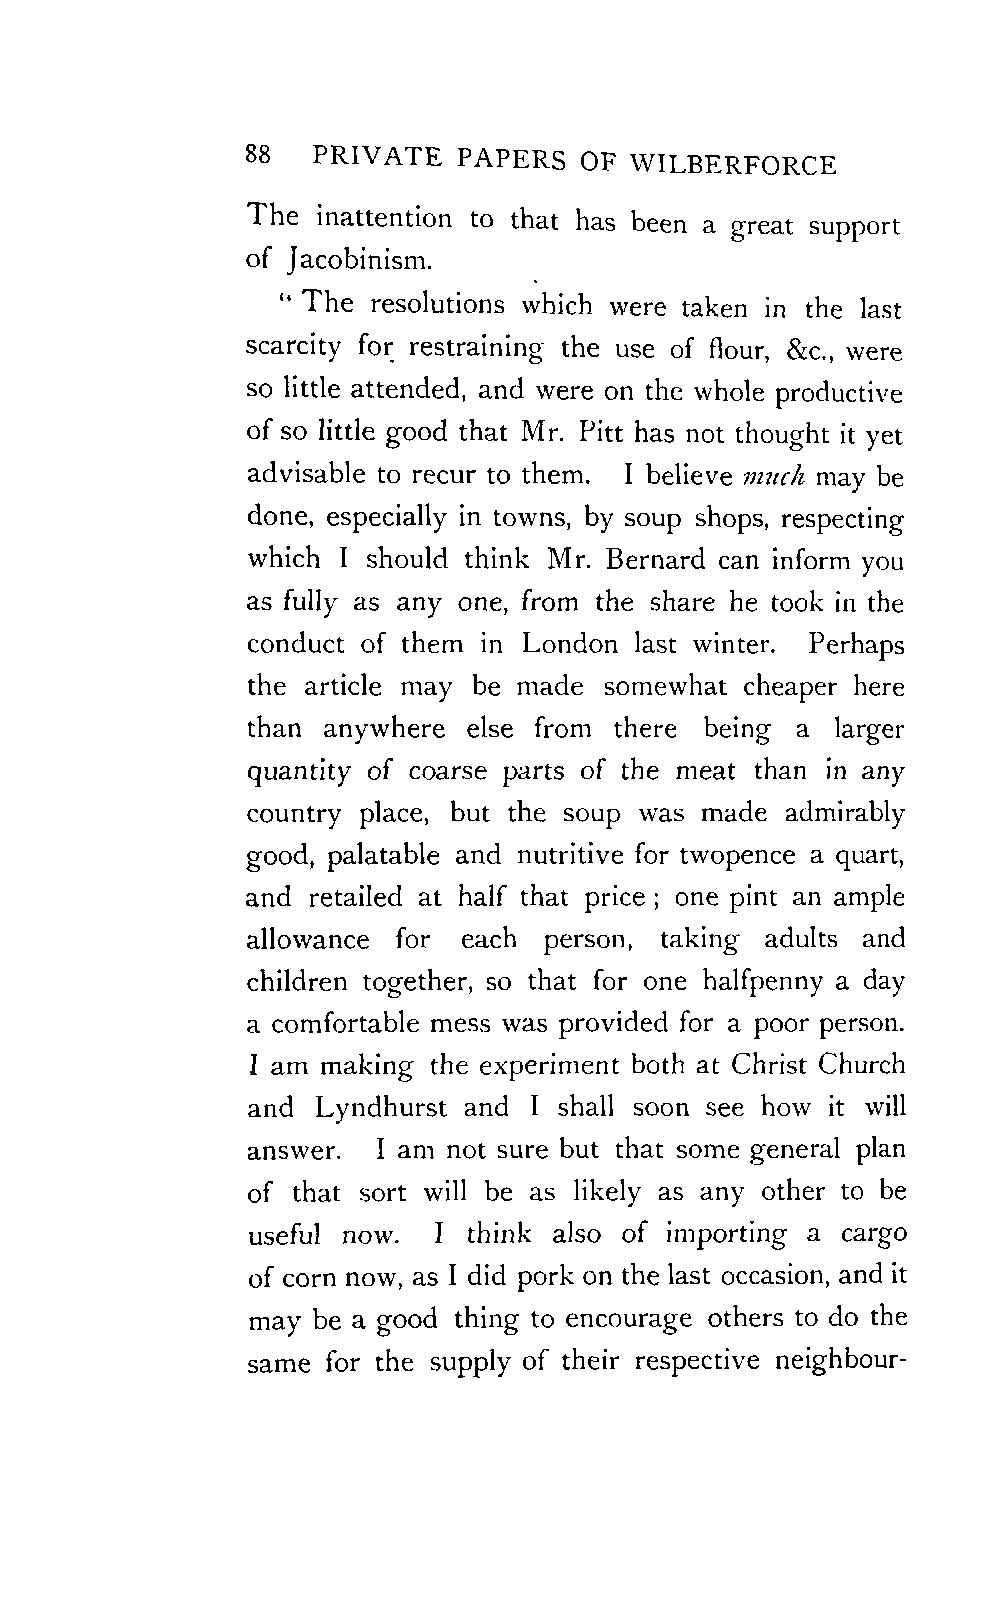 88 PRIVATE PAPERS OF WILBERFORCE
The inattention to that has been a great support
of Jacobinism.
“ The resolutions which were taken in the last
scarcity for restraining the use of flour, &c., were
so little attended, and were on the whole productive
of so little good that Mr. Pitt has not thought it yet
advisable to recur to them. I believe much may be
done, especially in towns, by soup shops, respecting
which I should think Mr. Bernard can inform you
as fully as any one, from the share he took in the
conduct of them in London last winter. Perhaps
the article may be made somewhat cheaper here
than anywhere else from there being a larger
quantity of coarse parts of the meat than in any
country place, but the soup was made admirably
good, palatable and nutritive for twopence a quart,
and retailed at half that price ; one pint an ample
allowance for each person, taking adults and
children together, so that for one halfpenny a day
a comfortable mess was provided for a poor person.
I am making the experiment both at Christ Church
and Lyndhurst and I shall soon see how it will
answer. I am not sure but that some general plan
of that sort will be as likely as any other to be
useful now. I think also of importing a cargo
of corn now, as I did pork on the last occasion, and it
may be a good thing to encourage others to do the
same for the supply of their respective neighbour-